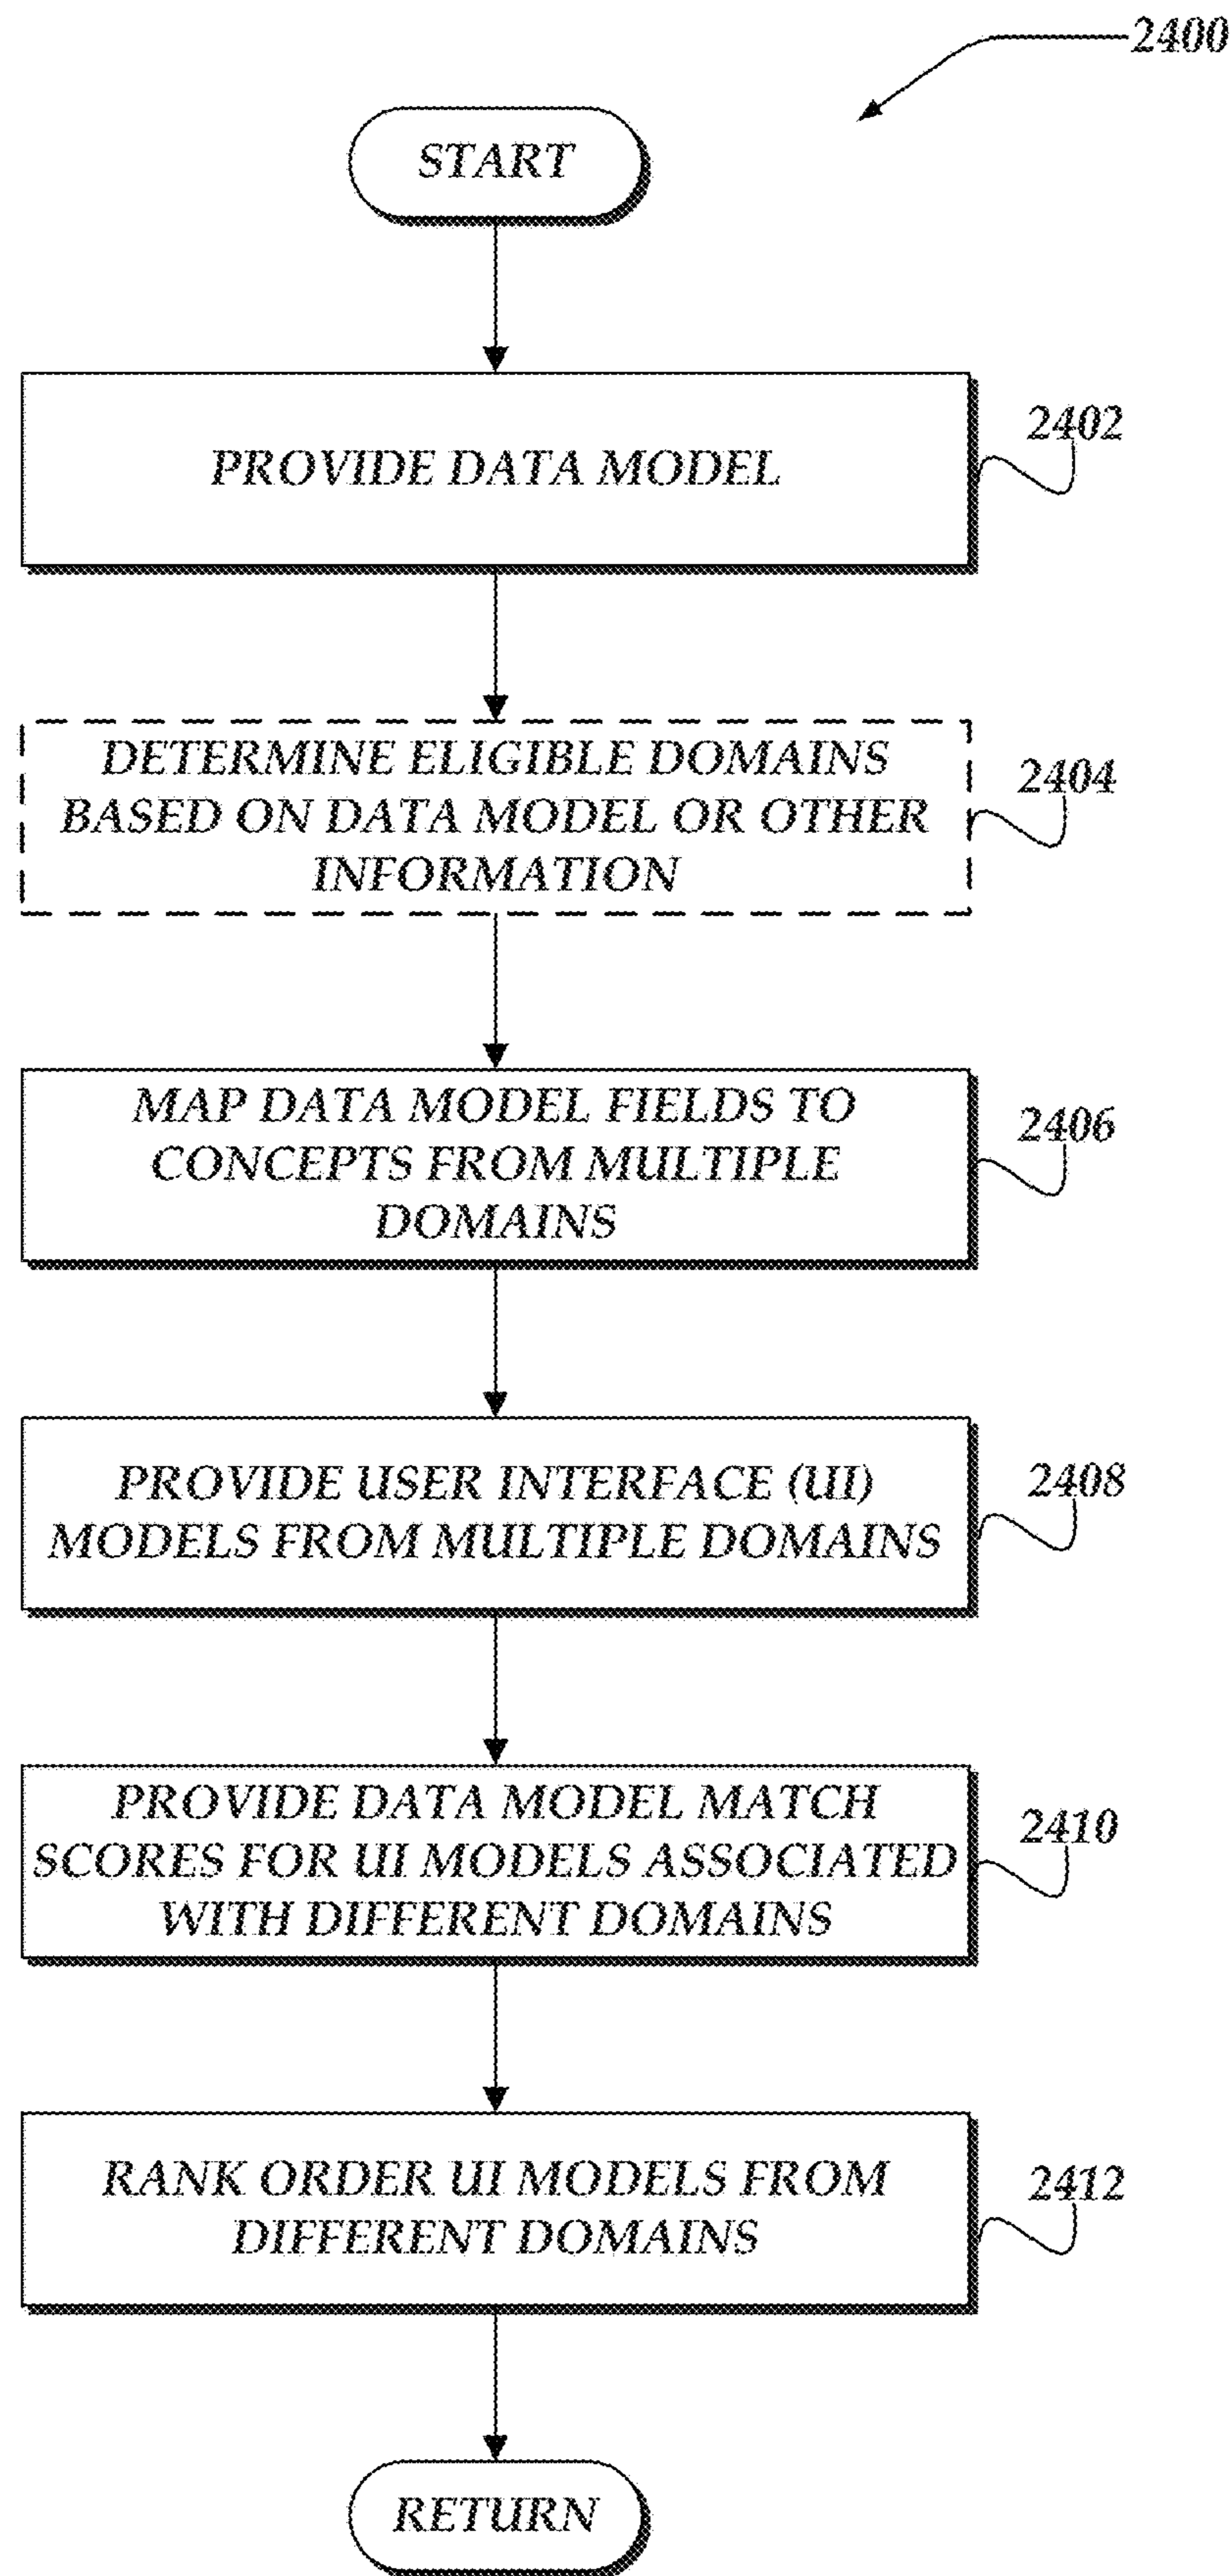 2400
START
PROVIDE DATA MODEL
2402
DETERMINE ELIGIBLE DOMAINS
BASED ON DATA MODEL OR OTHER
INFORMATION
2404
MAP DATA MODEL FIELDS TO
CONCEPTS FROM MULTIPLE
DOMAINS
2406
PROVIDE USER INTERFACE (UI)
MODELS FROM MULTIPLE DOMAINS
2408
PROVIDE DATA MODEL MATCH
SCORES FOR UI MODELS ASSOCIATED
WITH DIFFERENT DOMAINS
2410
RANK ORDER UI MODELS FROM
DIFFERENT DOMAINS
2412
RETURN